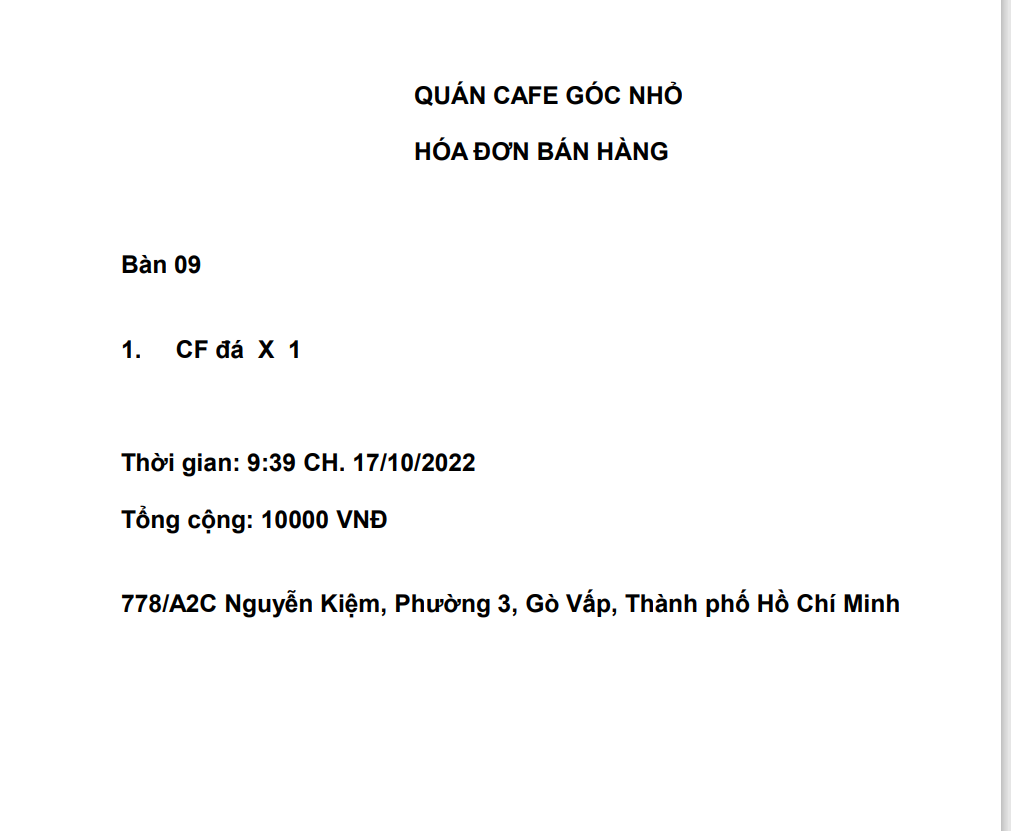 QUÁN CAFE GÓC NHỎ
HÓA ĐƠN BÁN HÀNG
Bàn 09
1. CF đá X 1
Thời gian: 9:39 CH. 17/10/2022
Tổng cộng: 10000 VNĐ
778/A2C Nguyễn Kiệm, Phường 3, Gò Vấp, Thành phố Hồ Chí Minh